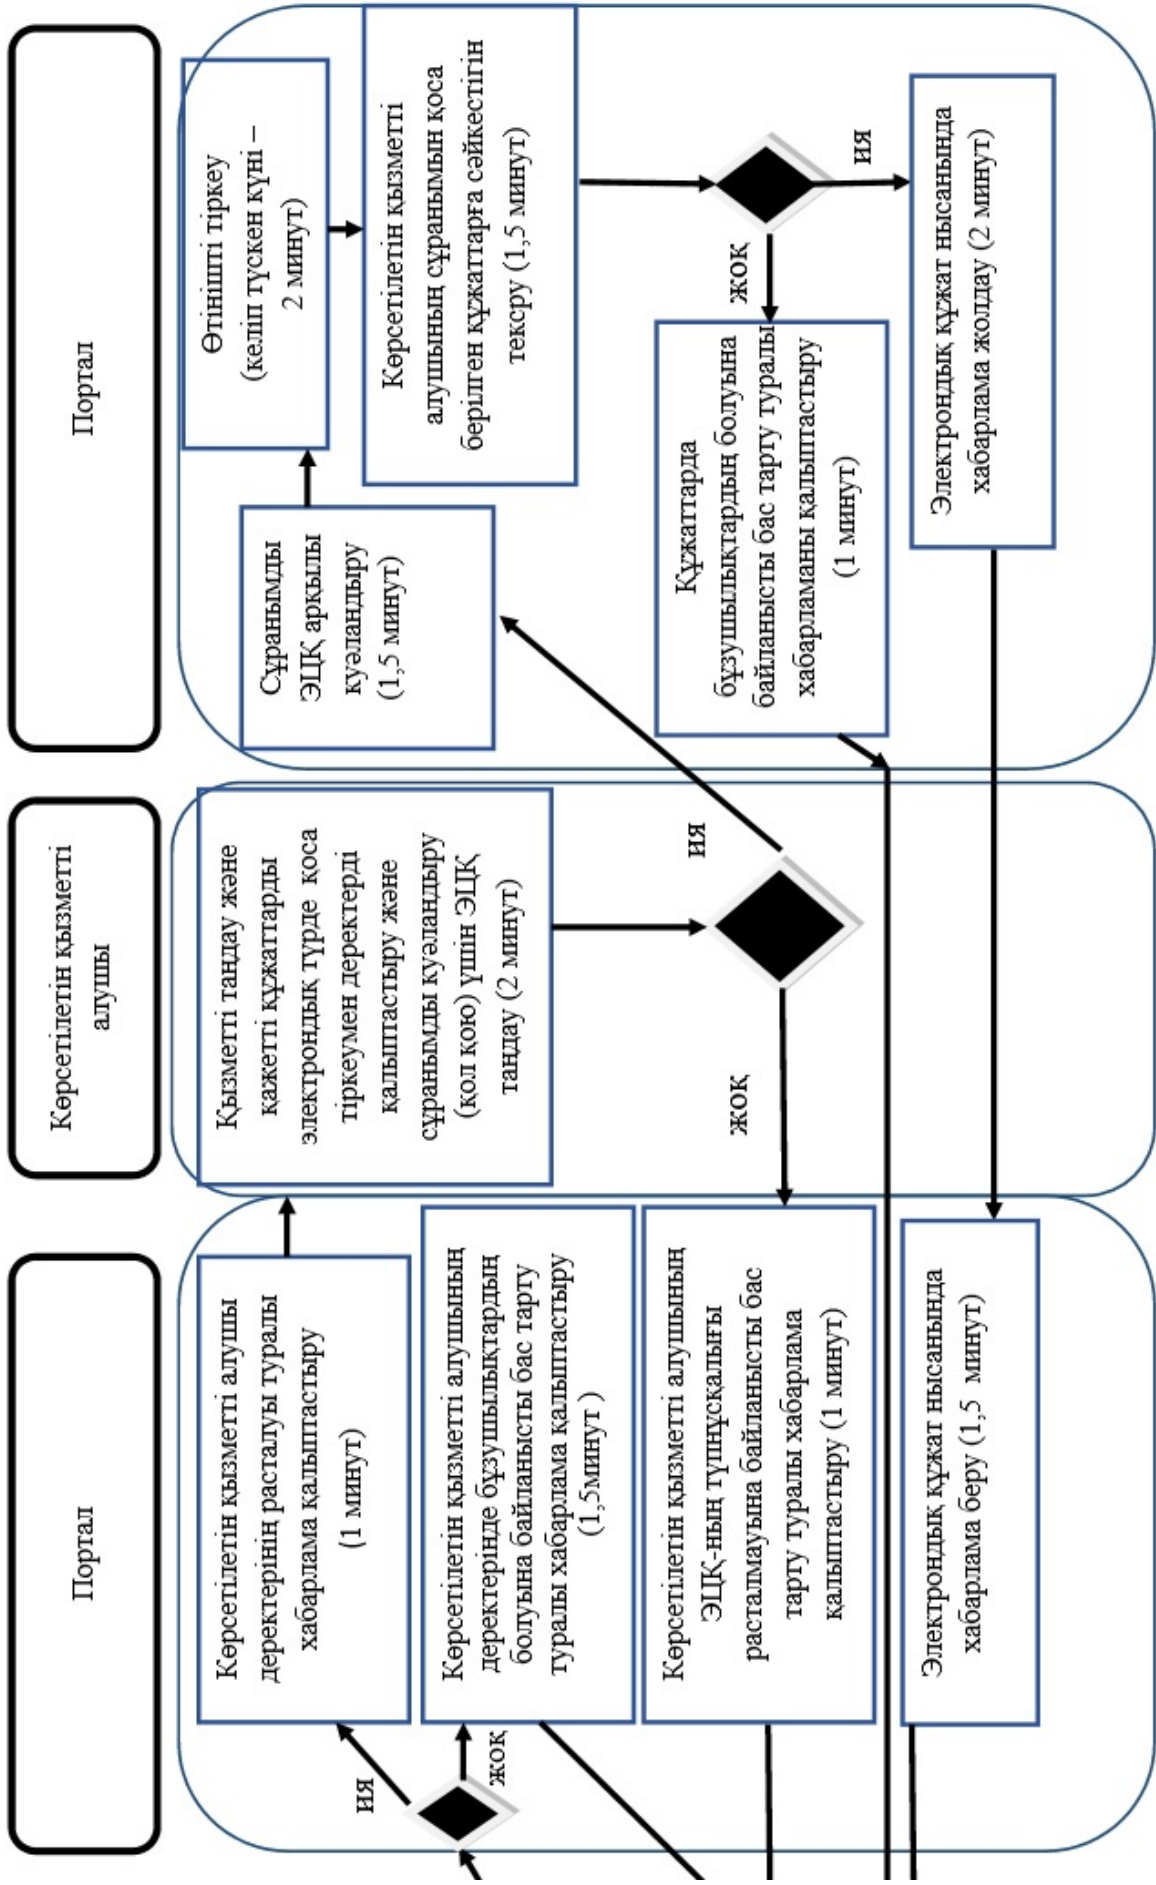 Портал
Көрсетілетін қызметті алушы
деректерінің расталуы туралы
хабарлама қалыптастыру
(1 минут)
ИЯ
жоқ
Көрсетілетін қызметті алушының
деректерінде бұзушылықтардың
болуына байланысты бас тарту
туралы хабарлама қалыптастыру
(1,5минут )
Көрсетілетін қызметті алушының
ЭЦҚ-ның түпнұсқалығы
расталмауына байланысты бас
тарту туралы хабарлама
қалыптастыру (1 минут)
Электрондық құжат нысанында
хабарлама беру (1,5 минут)
Көрсетілетін қызметті
алушы
Қызметті таңдау және
қажетті құжаттарды
электрондық түрде қоса
тіркеумен деректерді
қалыптастыру және
сұранымды куәландыру
(қол қою) үшін ЭЦҚ
таңдау (2 минут)
ИЯ
жоқ
Портал
Сұранымды
ЭЦҚ арқылы
куәландыру
(1,5 минут)
Өтінішті тіркеу
(келіп түскен күні –
2 минут)
Көрсетілетін қызметті
алушының сұранымын қоса
берілген құжаттарға сәйкестігін
тексру (1,5 минут)
жоқ
ИЯ
Құжаттарда
бұзушылықтардың болуына
байланысты бас тарту туралы
хабарламаны қалыптастыру
(1 минут)
Электрондық құжат нысанында
хабарлама жолдау (2 минут)